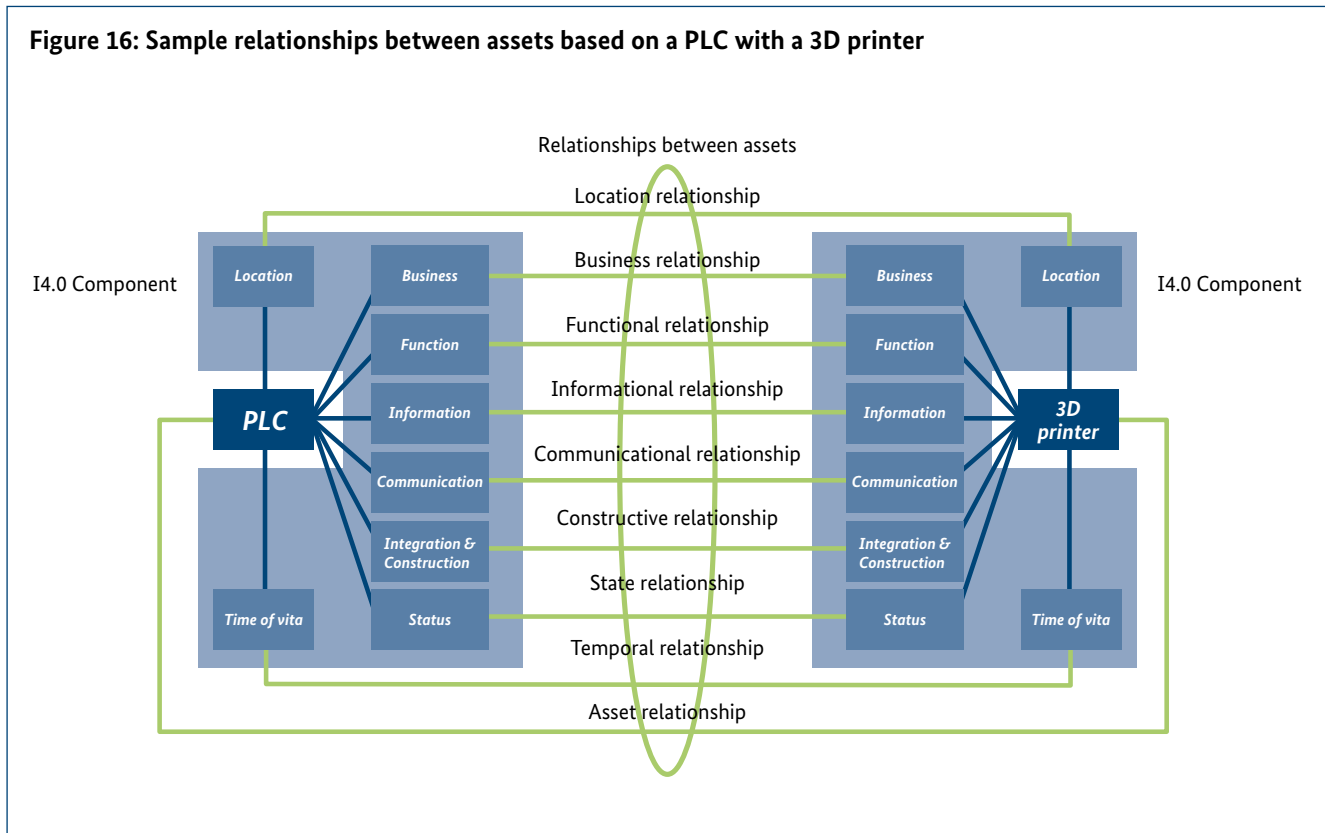 Figure 16: Sample relationships between assets based on a PLC with a 3D printer
Relationships between assets
Location relationship
I4.0 Component
Location
Business
Business relationship
Business
Location
I4.0 Component
Function
Functional relationship
Function
PLC
Information
Informational relationship
Information
3D
printer
Communication
Communicational relationship
Communication
Integration &
Construction
Constructive relationship
Integration &
Construction
Time of vita
Status
State relationship
Status
Time of vita
Temporal relationship
Asset relationship